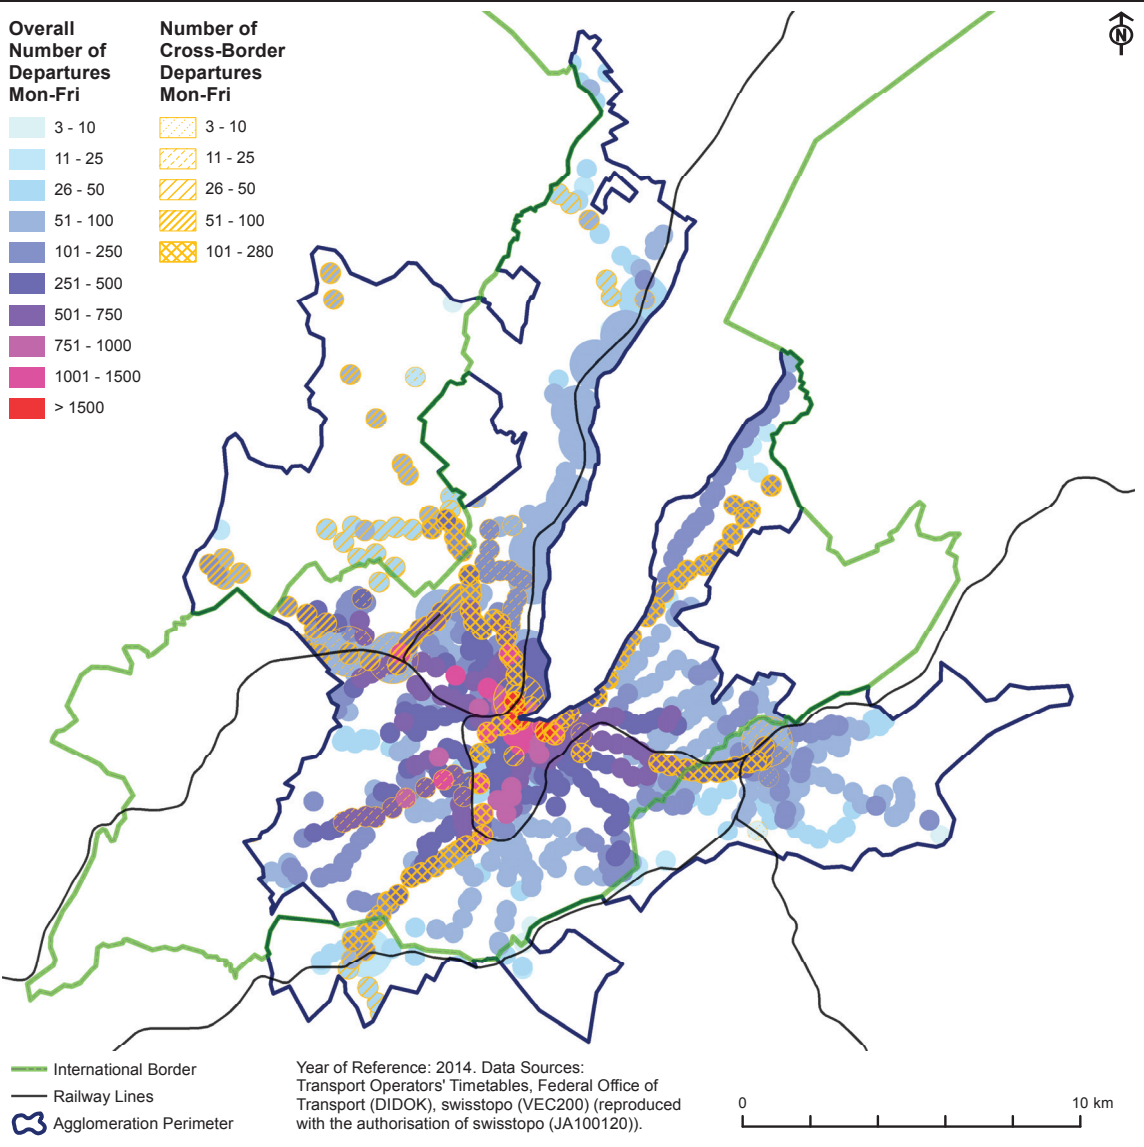 Overall
Number of
Departures
Mon-Fri
3 - 10
11 - 25
26 - 50
51 - 100
101 - 250
251 - 500
501 - 750
751 - 1000
1001 - 1500
> 1500
Number of
Cross-Border
Departures
Mon-Fri
3 - 10
11 - 25
26 - 50
51 - 100
101 - 280
N
International Border
Railway Lines
Agglomeration Perimeter
Year of Reference: 2014. Data Sources:
Transport Operators' Timetables, Federal Office of
Transport (DIDOK), swisstopo (VEC200) (reproduced
with the authorisation of swisstopo (JA100120)).
0 10 km